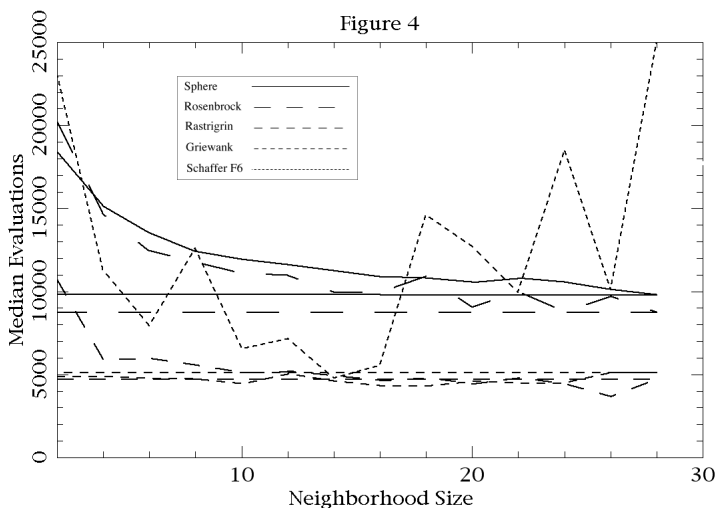 Figure 4
25000
20000
15000
10000
5000
0
Median Evaluations
Sphere
Rosenbrock
Rastrigrin
Griewank
Schaffer F6
10
20
30
Neighborhood Size